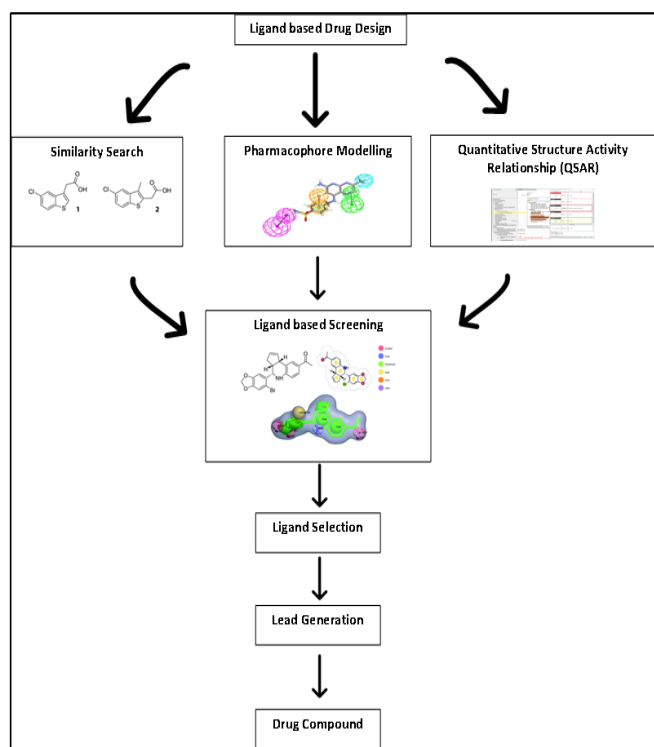 Ligand based Drug Design
Similarity Search
Cl
O
OH
S
1
Cl
O
OH
S
2
Pharmacophore Modelling
Quantitative Structure Activity
Relationship (QSAR)
Ligand based Screening
H
H
O
O
O
NH
Br
Ligand Selection
Lead Generation
Drug Compound